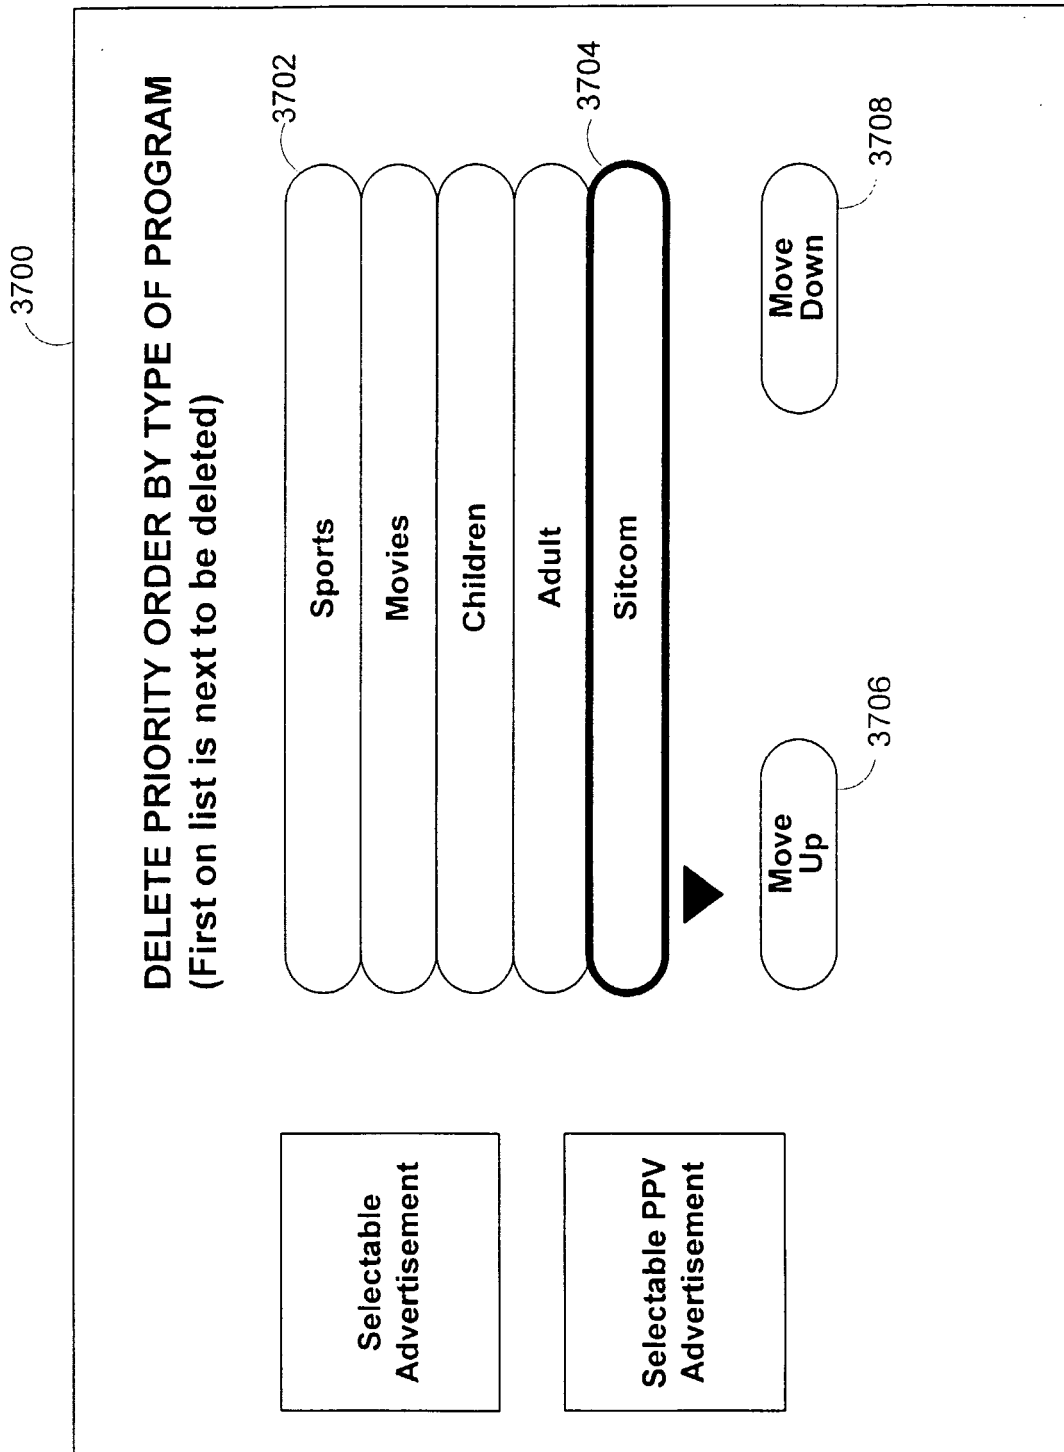 3700
DELETE PRIORITY ORDER BY TYPE OF PROGRAM
(First on list is next to be deleted)
Selectable
Advertisement
Selectable PPV
Advertisement
Sports
3702
Movies
Children
Adult
Sitcom
3704
Move
Up
3706
Move
Down
3708